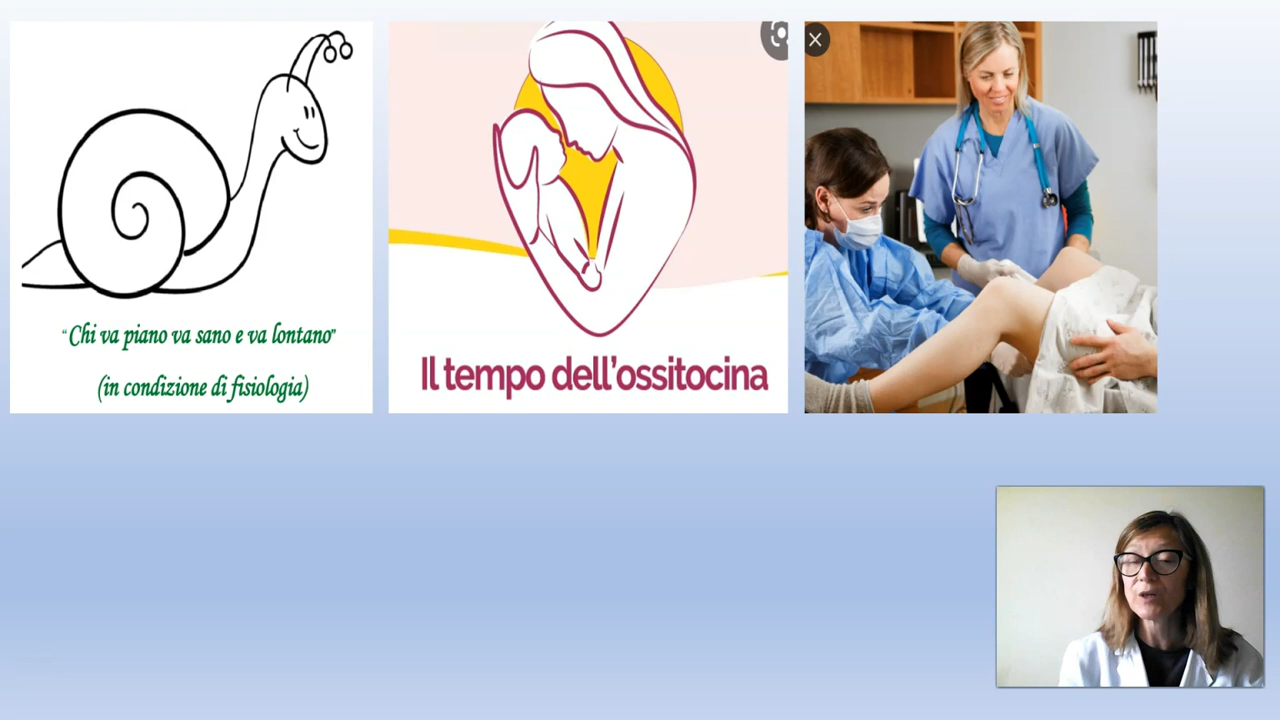 “Chi va piano va sano e va lontano”
(in condizione di fisiologia)
Il tempo dell’ossitocina